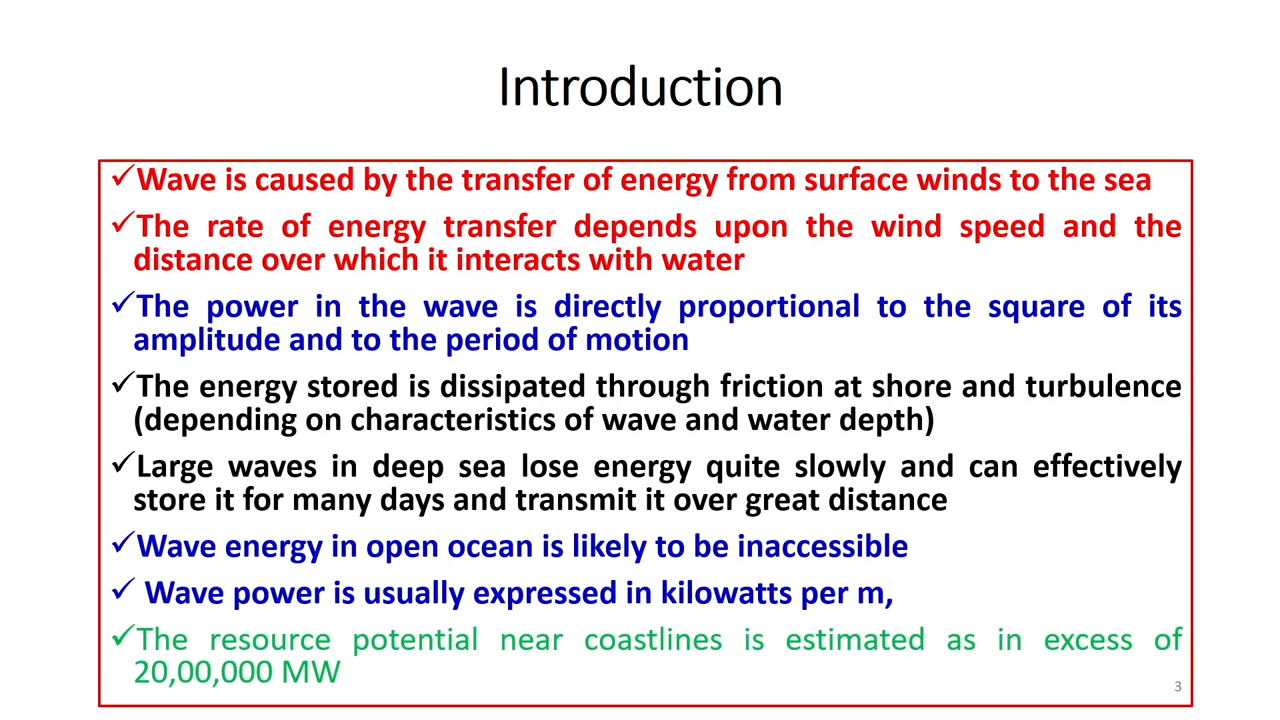 Introduction
✓Wave is caused by the transfer of energy from surface winds to the sea
✓The rate of energy transfer depends upon the wind speed and the
distance over which it interacts with water
✓The power in the wave is directly proportional to the square of its
amplitude and to the period of motion
✓The energy stored is dissipated through friction at shore and turbulence
(depending on characteristics of wave and water depth)
✓Large waves in deep sea lose energy quite slowly and can effectively
store it for many days and transmit it over great distance
✓Wave energy in open ocean is likely to be inaccessible
✓ Wave power is usually expressed in kilowatts per m,
✓The resource potential near coastlines is estimated as in excess of
20,00,000 MW
3